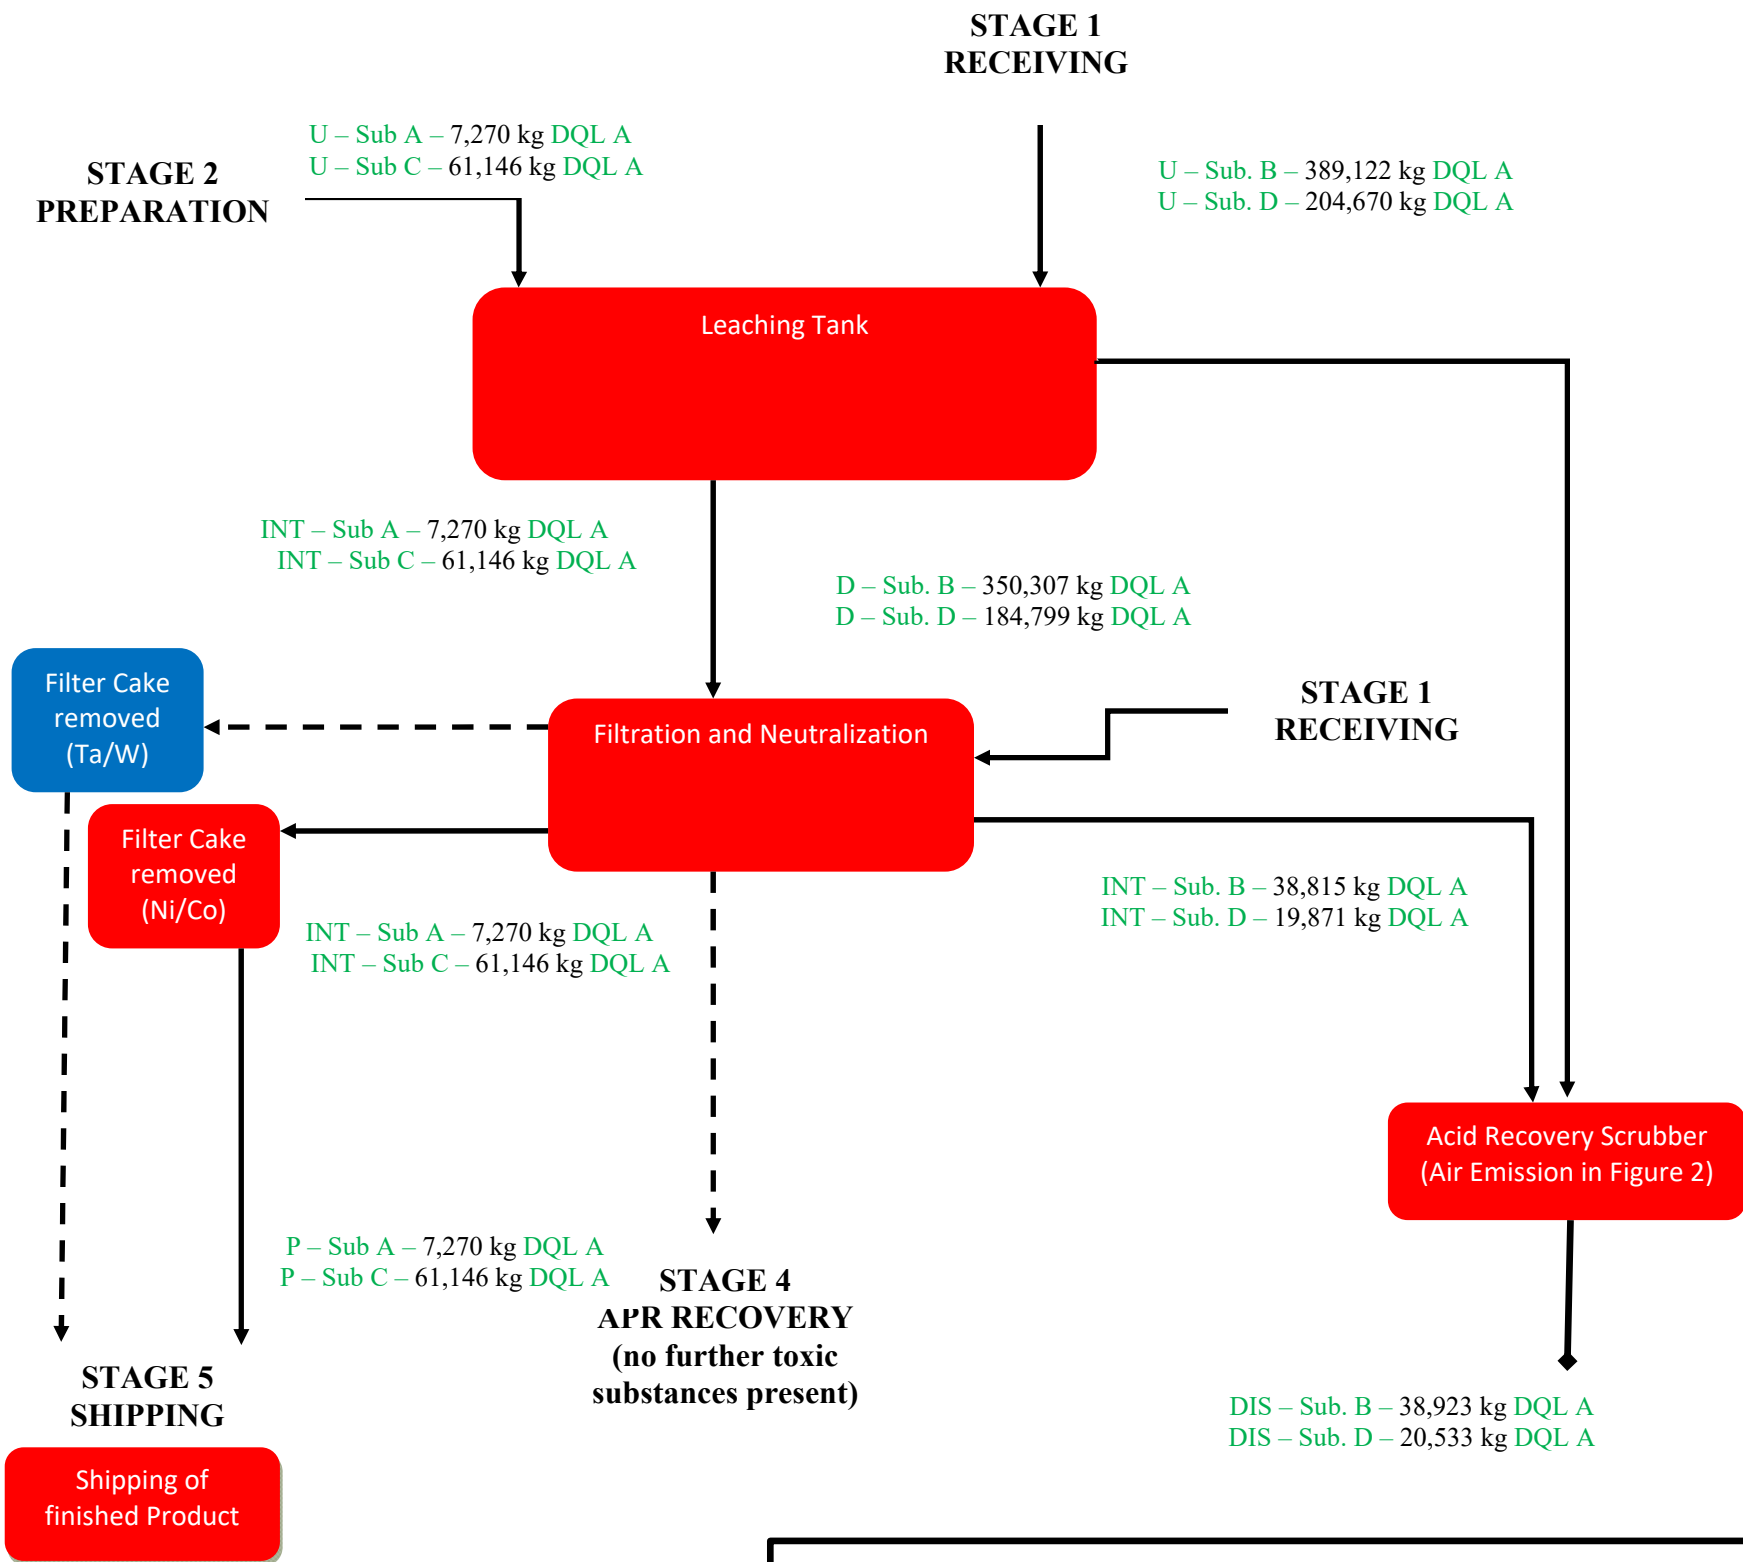 STAGE 1
RECEIVING
U – Sub A – 7,270 kg DQL A
U – Sub C – 61,146 kg DQL A
STAGE 2
PREPARATION
U – Sub. B – 389,122 kg DQL A
U – Sub. D – 204,670 kg DQL A
Leaching Tank
INT – Sub A – 7,270 kg DQL A
INT – Sub C – 61,146 kg DQL A
D – Sub. B – 350,307 kg DQL A
D – Sub. D – 184,799 kg DQL A
Filter Cake
removed
(Ta/W)
Filtration and Neutralization
STAGE 1
RECEIVING
Filter Cake
removed
(Ni/Co)
INT – Sub A – 7,270 kg DQL A
INT – Sub C – 61,146 kg DQL A
INT – Sub. B – 38,815 kg DQL A
INT – Sub. D – 19,871 kg DQL A
Acid Recovery Scrubber
(Air Emission in Figure 2)
P – Sub A – 7,270 kg DQL A
P – Sub C – 61,146 kg DQL A
STAGE 4
APR RECOVERY
(no further toxic
substances present)
STAGE 5
SHIPPING
DIS – Sub. B – 38,923 kg DQL A
DIS – Sub. D – 20,533 kg DQL A
Shipping of
finished Product